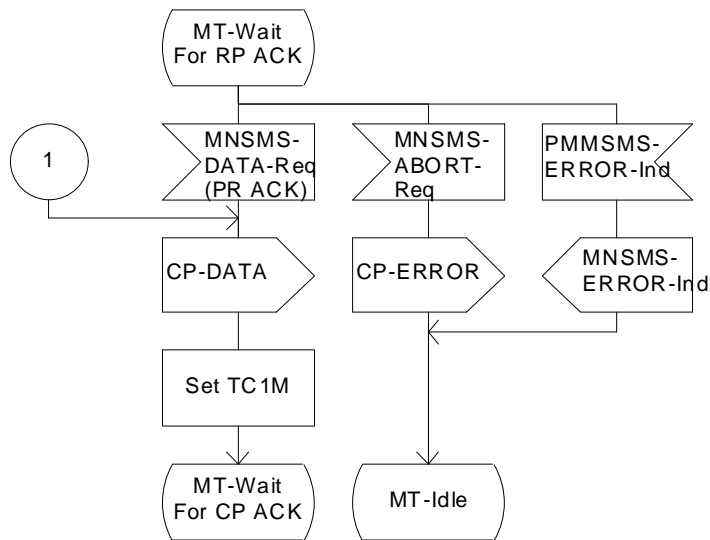 MT-Wait
For RP ACK
1
MNSMS-
DATA-Req
(PR ACK)
MNSMS-
ABORT-
Req
PMMSMS-
ERROR-Ind
CP-DATA
CP-ERROR
MNSMS-
ERROR-Ind
Set TC1M
MT-Wait
For CP ACK
MT-Idle